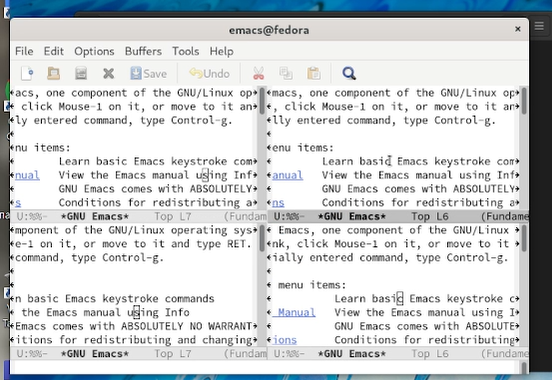 emacs@fedora
File Edit Options Buffers Tools Help
Save Undo
acs, one component of the GNU/Linux op
, click Mouse-1 on it, or move to it an
ly entered command, type Control-g.
nu items:
Learn basic Emacs keystroke com
nual View the Emacs manual using Inf
GNU Emacs comes with ABSOLUTELY
s Conditions for redistributing a
U:%%- *GNU Emacs* Top L7 (Fundam
macs, one component of the GNU/Linux op
, click Mouse-1 on it, or move to it an
lly entered command, type Control-g.
enu items:
Learn basic Emacs keystroke com
anual View the Emacs manual using Inf
GNU Emacs comes with ABSOLUTELY
ns Conditions for redistributing a
U:%%- *GNU Emacs* Top L6 (Fundame
mponent of the GNU/Linux operating sys
e-1 on it, or move to it and type RET.
command, type Control-g.
n basic Emacs keystroke commands
the Emacs manual using Info
Emacs comes with ABSOLUTELY NO WARRANT
itions for redistributing and changing
U:%%- *GNU Emacs* Top L7 (Fundam
Emacs, one component of the GNU/Linux
nk, click Mouse-1 on it, or move to it
ially entered command, type Control-g.
menu items:
Learn basic Emacs keystroke c
Manual View the Emacs manual using I
GNU Emacs comes with ABSOLUTE
ions Conditions for redistributing
U:%%- *GNU Emacs* Top L6 (Fundame